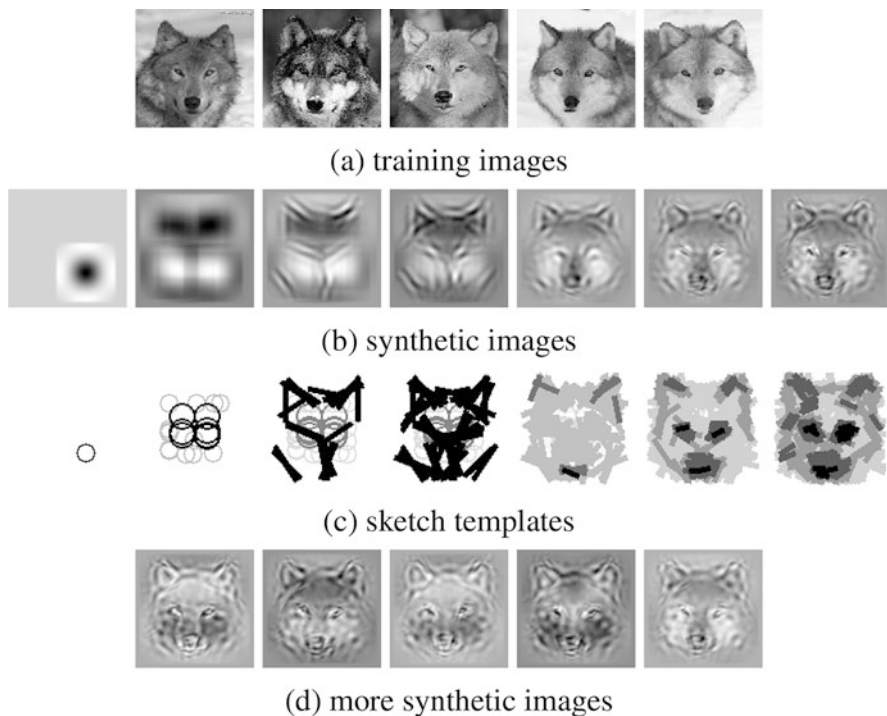 (a) training images
(b) synthetic images
(c) sketch templates
(d) more synthetic images